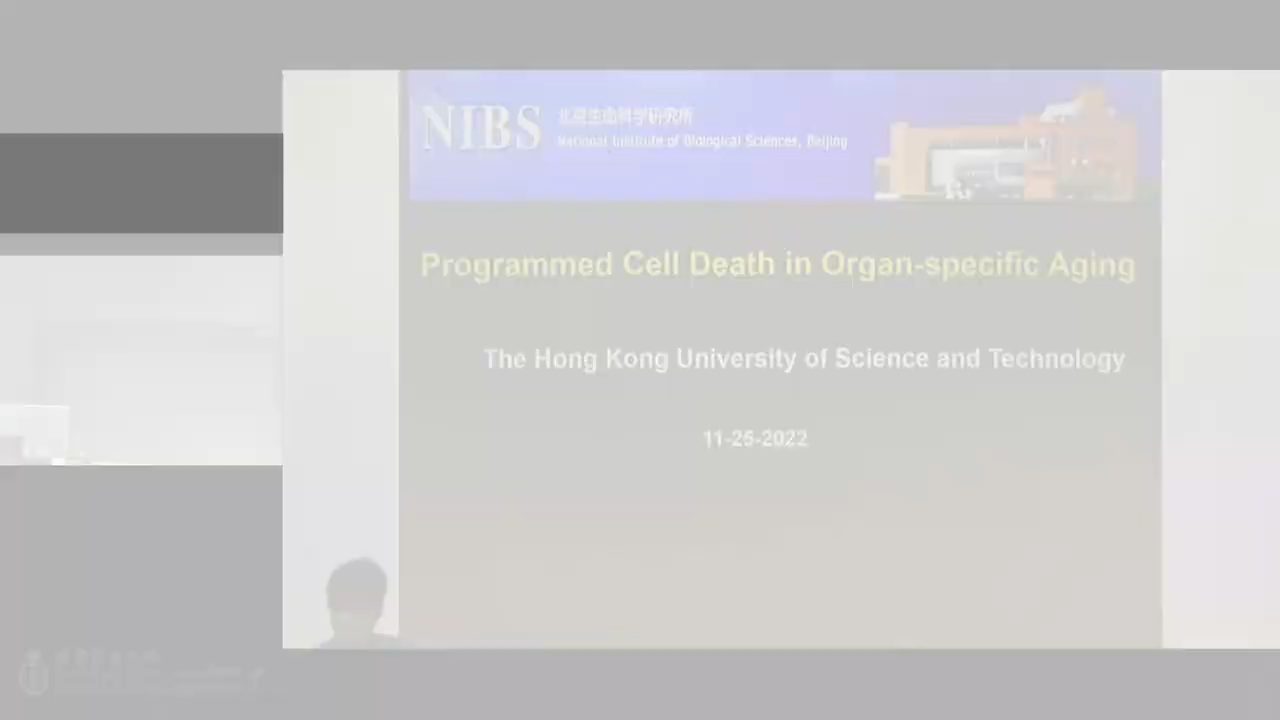 NIBS
北京生命科学研究所
National Institute of Biological Sciences, Beijing
Programmed Cell Death in Organ-specific Aging
The Hong Kong University of Science and Technology
11-25-2022